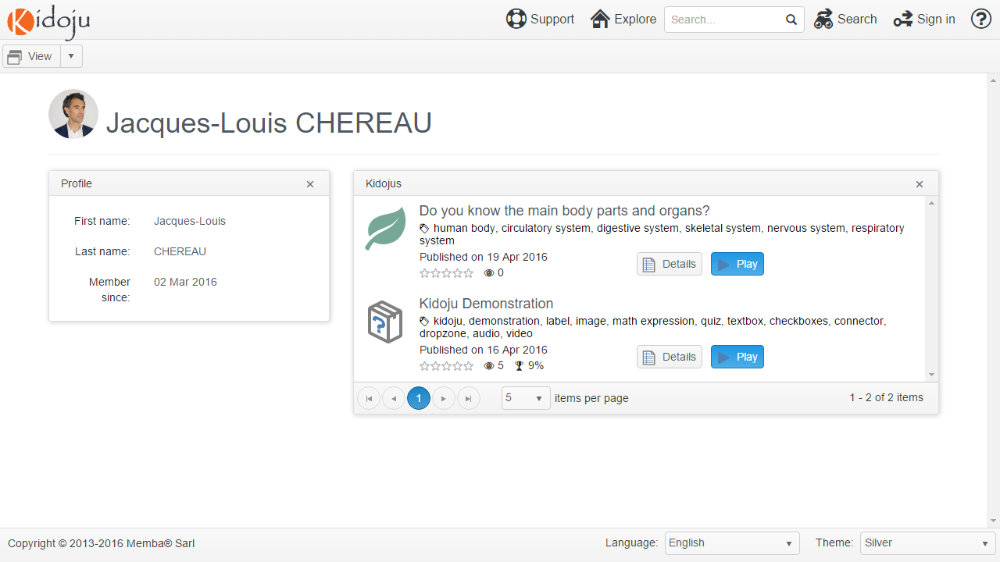 Kidoju
Support
Explore
Search...
Search
Sign in
View
Jacques-Louis CHEREAU
Profile
First name: Jacques-Louis
Last name: CHEREAU
Member since: 02 Mar 2016
Kidojus
Do you know the main body parts and organs?
human body, circulatory system, digestive system, skeletal system, nervous system, respiratory
system
Published on 19 Apr 2016
Details
Play
0
Kidoju Demonstration
kidoju, demonstration, label, image, math expression, quiz, textbox, checkboxes, connector,
dropzone, audio, video
Published on 16 Apr 2016
Details
Play
5 9%
1
5 items per page
1 - 2 of 2 items
Copyright © 2013-2016 Memba® Sarl
Language: English
Theme: Silver